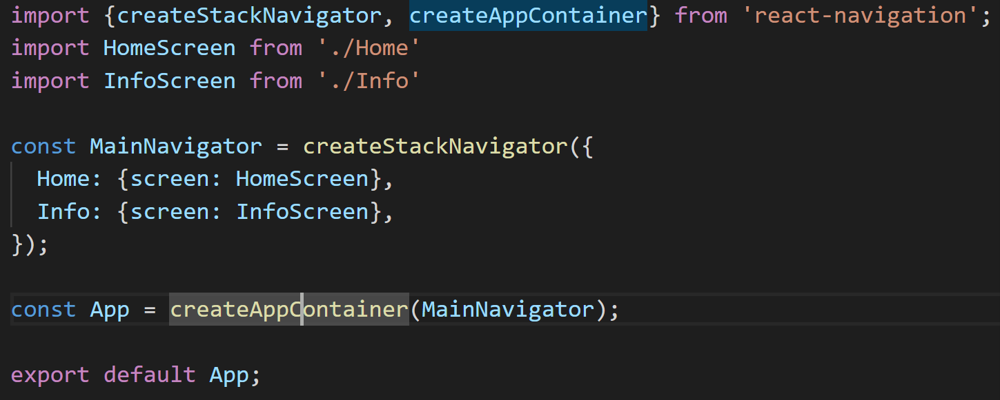 import {createStackNavigator, createAppContainer} from 'react-navigation';
import HomeScreen from './Home'
import InfoScreen from './Info'
const MainNavigator = createStackNavigator({
  Home: {screen: HomeScreen},
  Info: {screen: InfoScreen},
});
const App = createAppContainer(MainNavigator);
export default App;